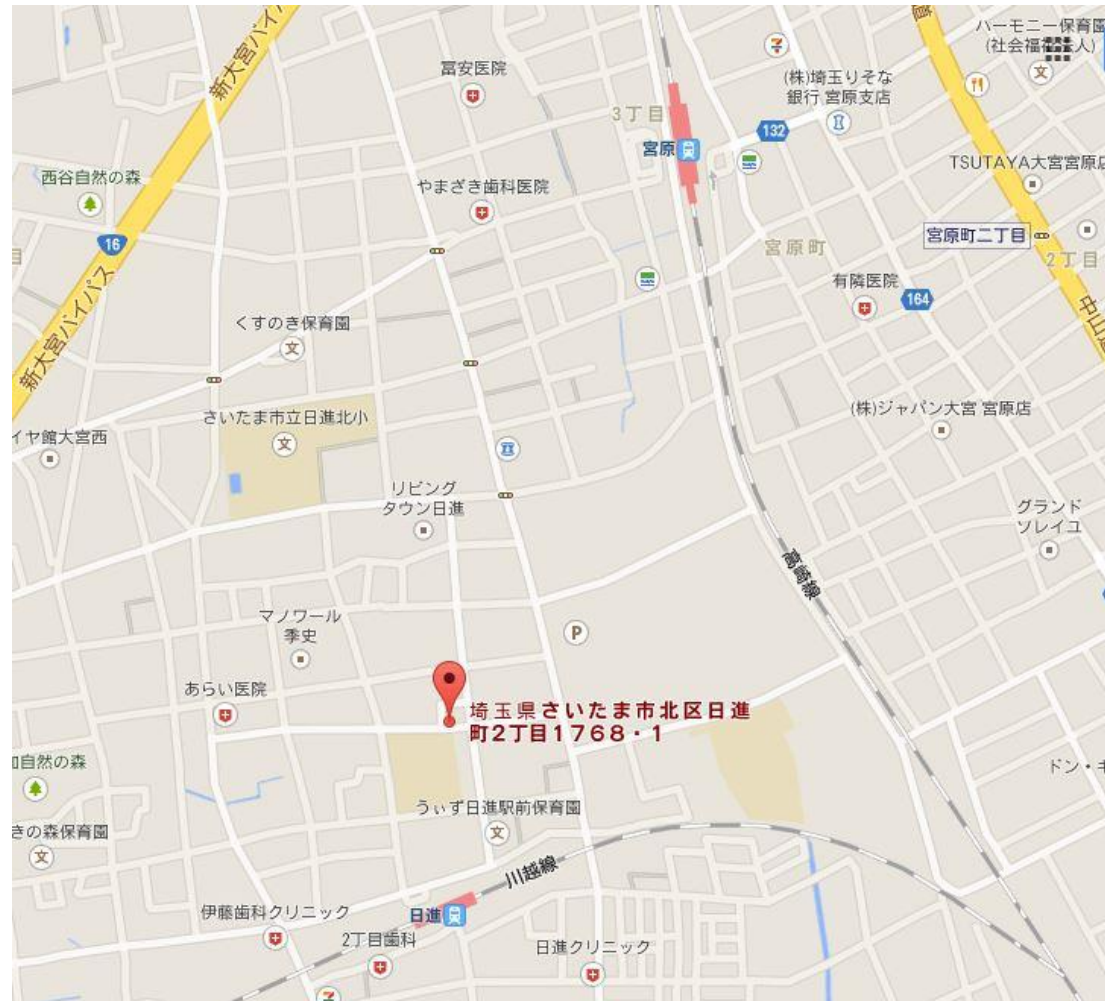 新大宮バイパス
冨安医院
3丁目
ハーモニー保育園
(株)埼玉りそな
銀行 宮原支店
132
宮原
西谷自然の森
やまざき歯科医院
TSUTAYA大宮宮原店
16
宮原町二丁目
宮原町
2丁目
有隣医院
164
中山道
新大宮バイパス
くすのき保育園
さいたま市立日進北小
イヤ館大宮西
(株)ジャパン大宮 宮原店
リビング
タウン日進
グランド
ソレイユ
高崎線
P
マノワール
季史
あらい医院
埼玉県さいたま市北区日進
町2丁目1768・1
自然の森
ドン・キ
うぃず日進駅前保育園
きの森保育園
川越線
伊藤歯科クリニック
日進
2丁目歯科
日進クリニック